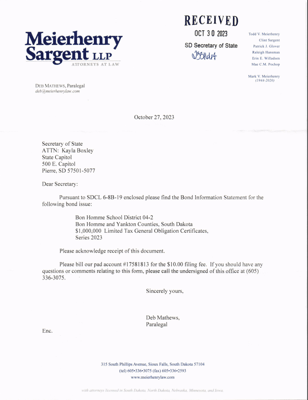 Meierhenry
Sargent LLP
ATTORNEYS AT LAW
RECEIVED
OCT 30 2023
SD Secretary of State
Todd V. Meierhenry
Clint Sargent
Patrick J. Glover
Raleigh Hansman
Mark V. Meierhenry
(1944-2020)
DEB MATHEWS, Paralegal
deb@meierhenrylaw.com
October 27, 2023
Secretary of State
ATTN: Kayla Boxley
State Capitol
500 E. Capitol
Pierre, SD 57501-5077
Dear Secretary:
Pursuant to SDCL 6-8B-19 enclosed please find the Bond Information Statement for the
following bond issue:
Bon Homme School District 04-2
Bon Homme and Yankton Counties, South Dakota
$1,000,000 Limited Tax General Obligation Certificates,
Series 2023
Please acknowledge receipt of this document.
Please bill our pad account #17581813 for the $10.00 filing fee. If you should have any
questions or comments relating to this form, please call the undersigned of this office at (605)
336-3075.
Sincerely yours,
Deb Mathews,
Paralegal
Enc.
315 South Phillips Avenue, Sioux Falls, South Dakota 57104
(tel) 605•336•3075 (fax) 605•336•2593
www.meierhenrylaw.com